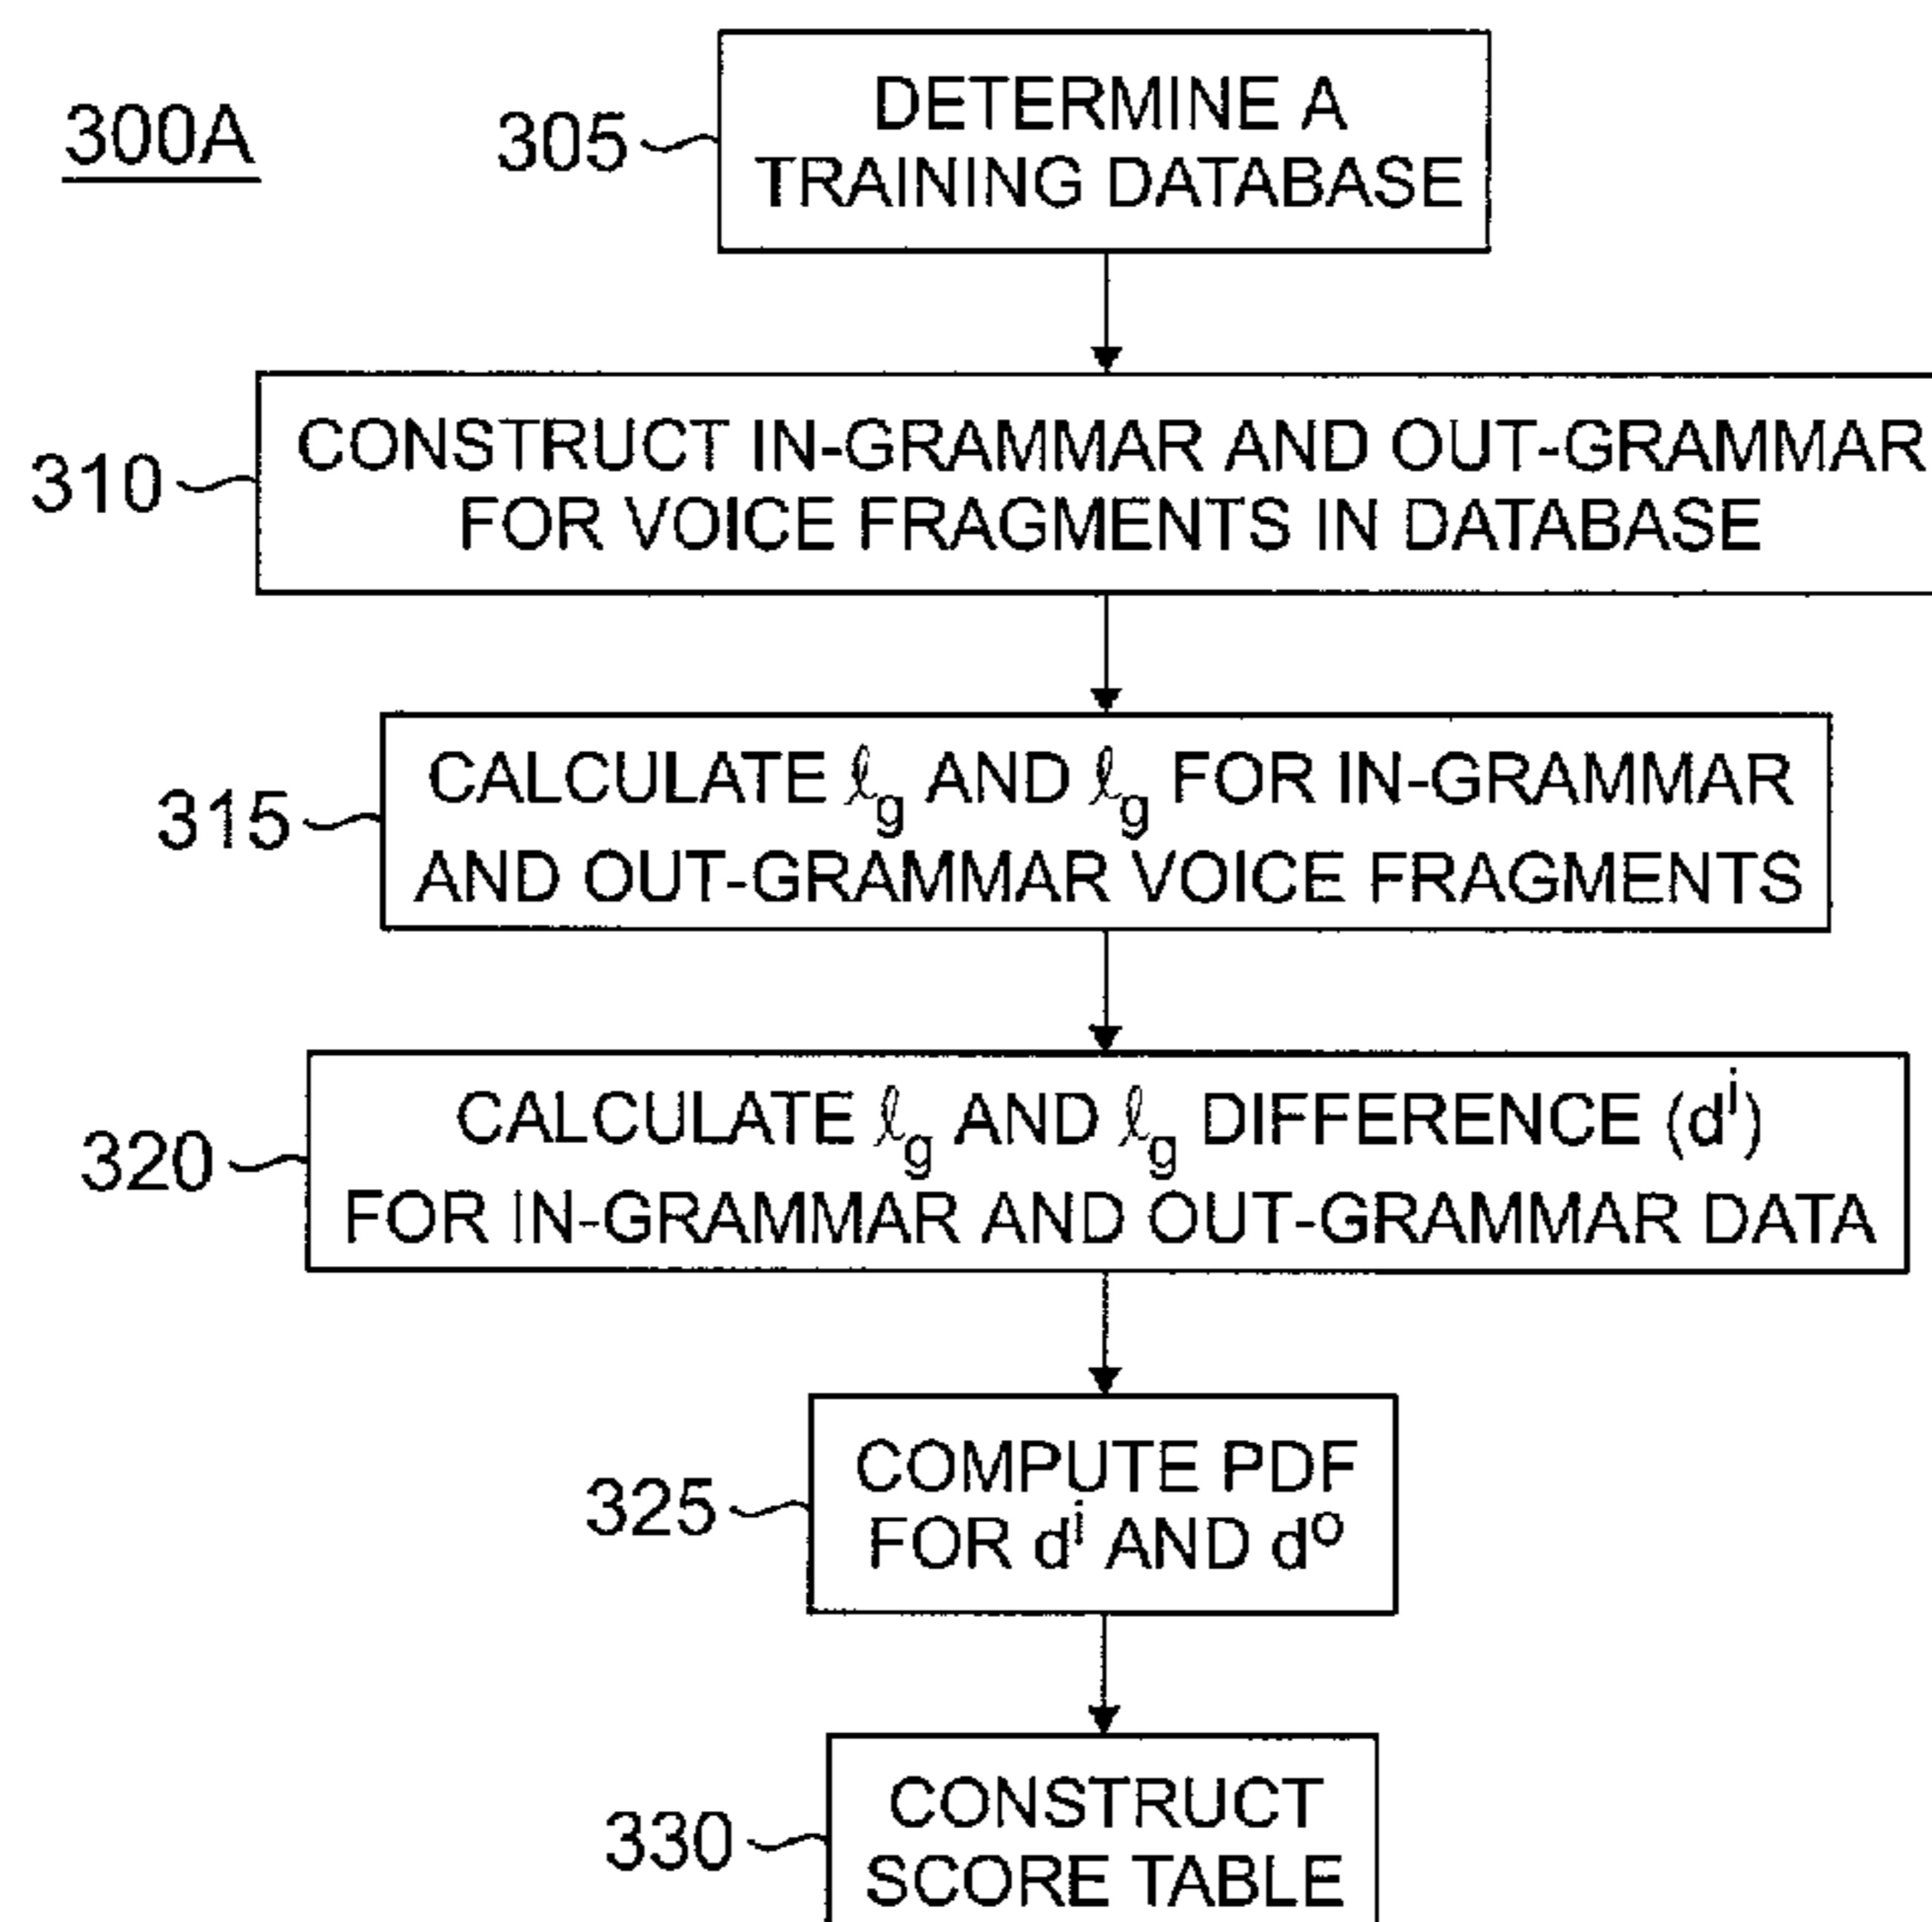 300A
305
DETERMINE A
TRAINING DATABASE
310
CONSTRUCT IN-GRAMMAR AND OUT-GRAMMAR
FOR VOICE FRAGMENTS IN DATABASE
315
CALCULATE ℓg AND ℓg FOR IN-GRAMMAR
AND OUT-GRAMMAR VOICE FRAGMENTS
320
CALCULATE ℓg AND ℓg DIFFERENCE (dʲ)
FOR IN-GRAMMAR AND OUT-GRAMMAR DATA
325
COMPUTE PDF
FOR dʲ AND dᵒ
330
CONSTRUCT
SCORE TABLE